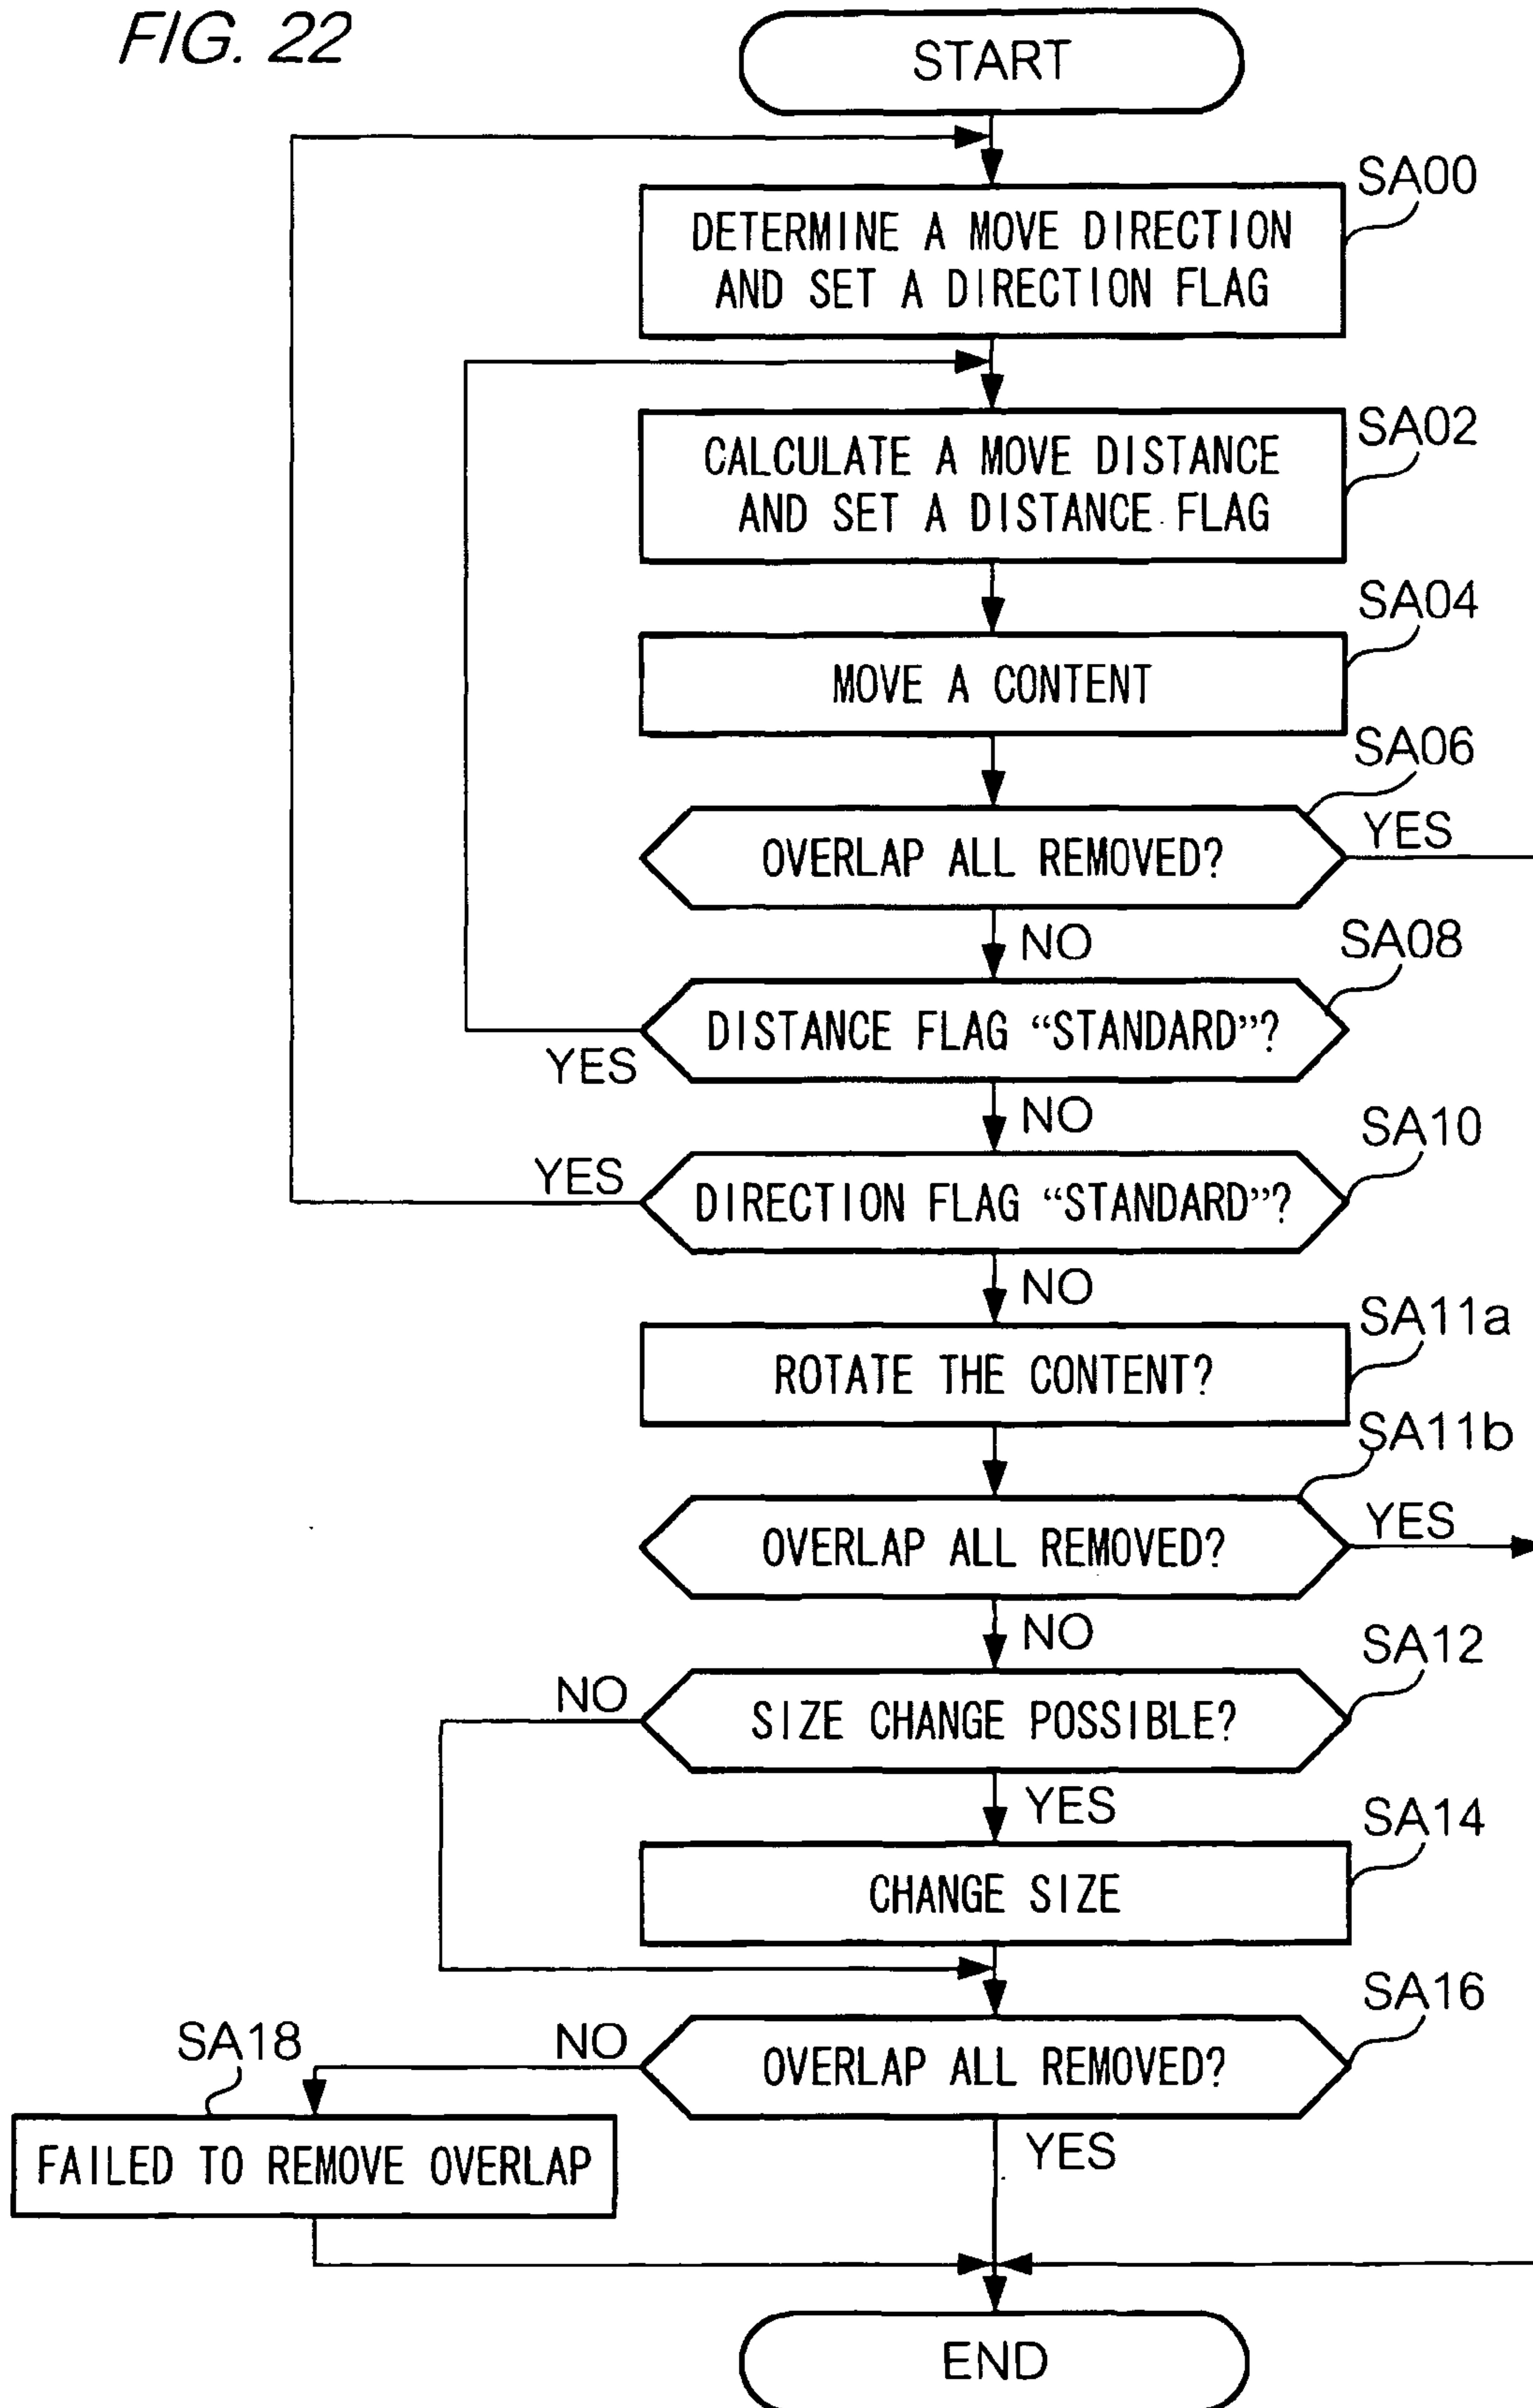 FIG. 22
START
SA00
DETERMINE A MOVE DIRECTION
AND SET A DIRECTION FLAG
SA02
CALCULATE A MOVE DISTANCE
AND SET A DISTANCE FLAG
SA04
MOVE A CONTENT
SA06
OVERLAP ALL REMOVED?
YES
NO
SA08
DISTANCE FLAG “STANDARD”?
YES
NO
SA10
YES
DIRECTION FLAG “STANDARD”?
NO
SA11a
ROTATE THE CONTENT?
SA11b
OVERLAP ALL REMOVED?
YES
NO
SA12
NO
SIZE CHANGE POSSIBLE?
YES
SA14
CHANGE SIZE
SA16
SA18
NO
OVERLAP ALL REMOVED?
YES
FAILED TO REMOVE OVERLAP
END